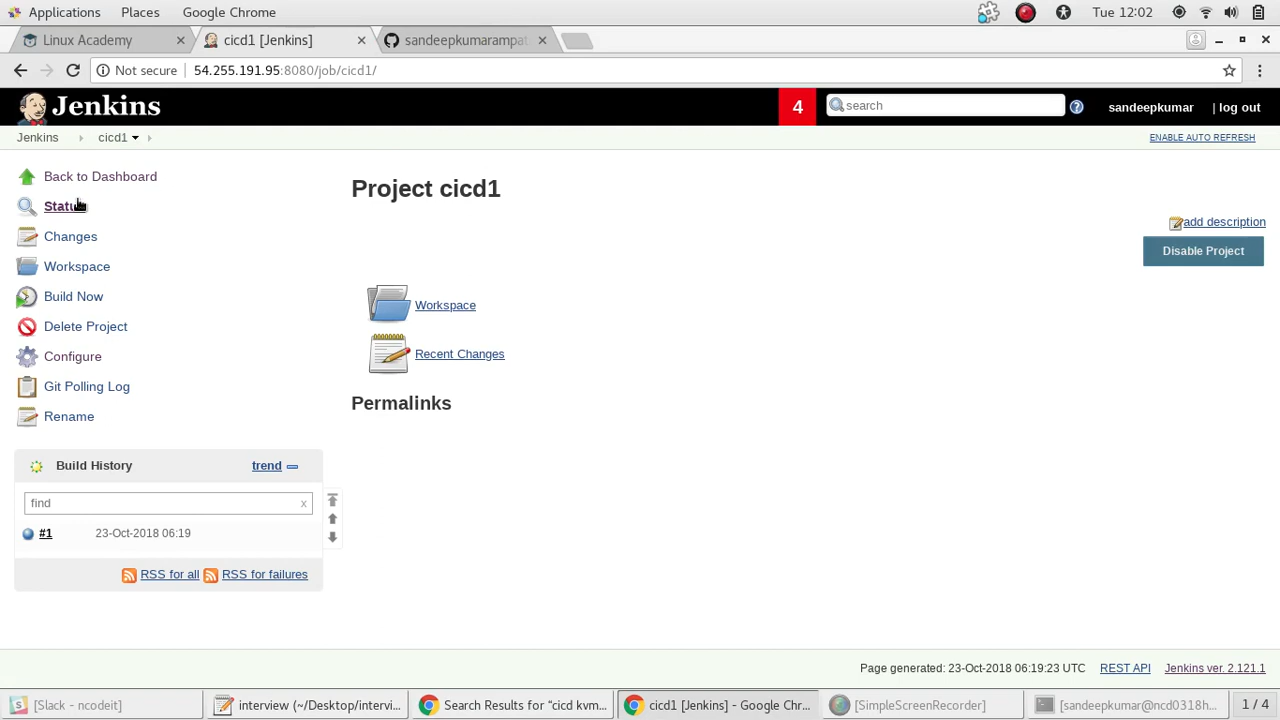 Applications Places Google Chrome Tue 12:02
Linux Academy × cicd1 [Jenkins] × sandeepkumarampat ×
Not secure 54.255.191.95:8080/job/cicd1/
Jenkins 4 search sandeepkumar | log out
Jenkins cicd1 ENABLE AUTO REFRESH
Back to Dashboard
Project cicd1
Status
add description
Changes
Disable Project
Workspace
Workspace
Build Now
Delete Project
Recent Changes
Configure
Git Polling Log
Permalinks
Rename
Build History trend
find x
#1 23-Oct-2018 06:19
RSS for all RSS for failures
Page generated: 23-Oct-2018 06:19:23 UTC REST API Jenkins ver. 2.121.1
[Slack - ncodeit] interview (~/Desktop/intervi... Search Results for “cicd kvm... cicd1 [Jenkins] - Google Chr... [SimpleScreenRecorder] [sandeepkumar@ncd0318h... 1 / 4